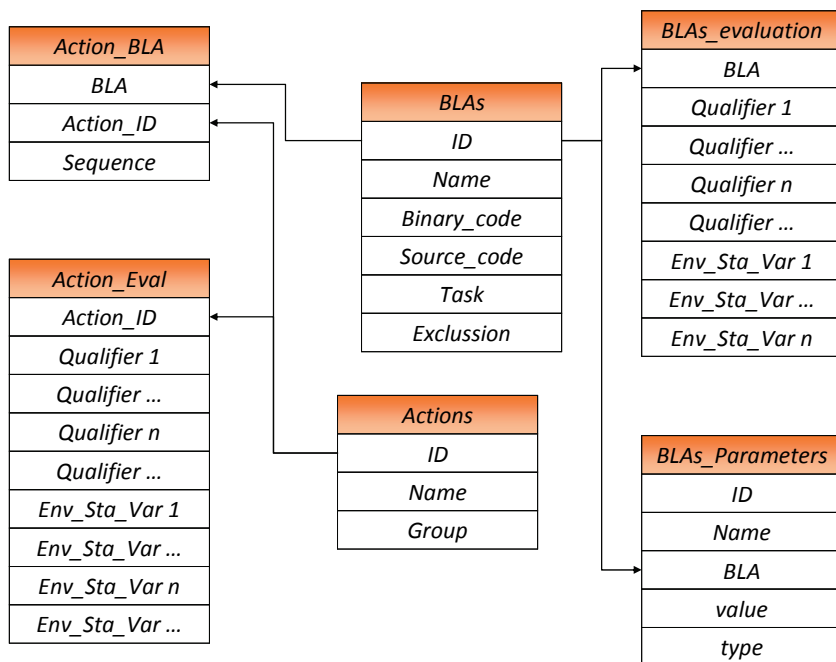 Action_BLA
BLA
Action_ID
Sequence
Action_Eval
Action_ID
Qualifier 1
Qualifier ...
Qualifier n
Qualifier ...
Env_Sta_Var 1
Env_Sta_Var ...
Env_Sta_Var n
Env_Sta_Var ...
BLAs
ID
Name
Binary_code
Source_code
Task
Exclussion
Actions
ID
Name
Group
BLAs_evaluation
BLA
Qualifier 1
Qualifier ...
Qualifier n
Qualifier ...
Env_Sta_Var 1
Env_Sta_Var ...
Env_Sta_Var n
BLAs_Parameters
ID
Name
BLA
value
type